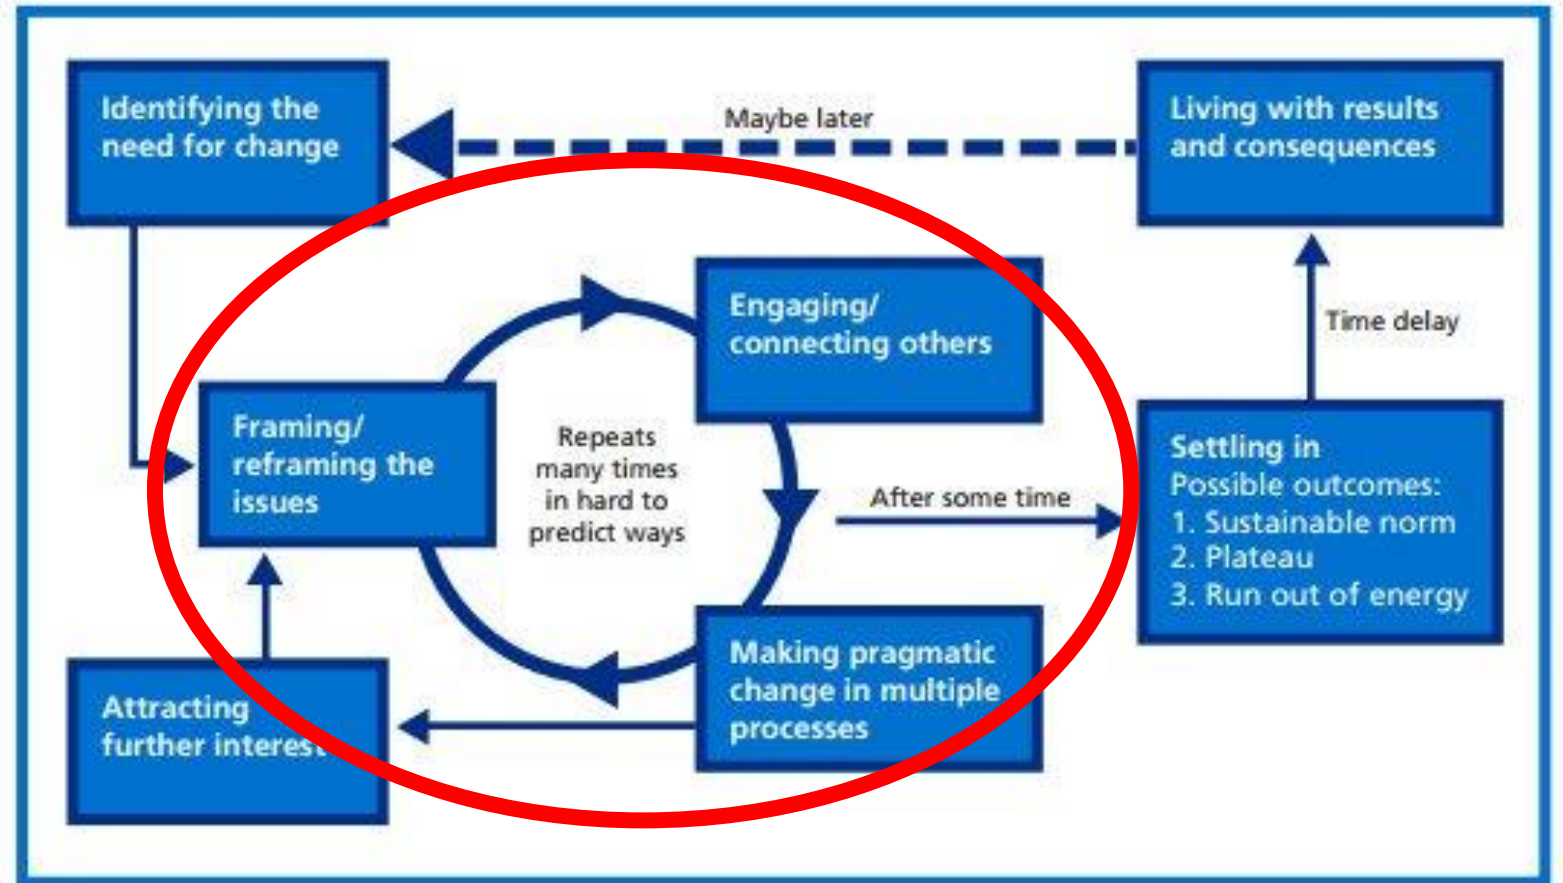 Identifying the
need for change
Maybe later
Living with results
and consequences
Engaging/
connecting others
Time delay
Framing/
reframing the
issues
Repeats
many times
in hard to
predict ways
After some time
Settling in
Possible outcomes:
1. Sustainable norm
2. Plateau
3. Run out of energy
Making pragmatic
change in multiple
processes
Attracting
further interest